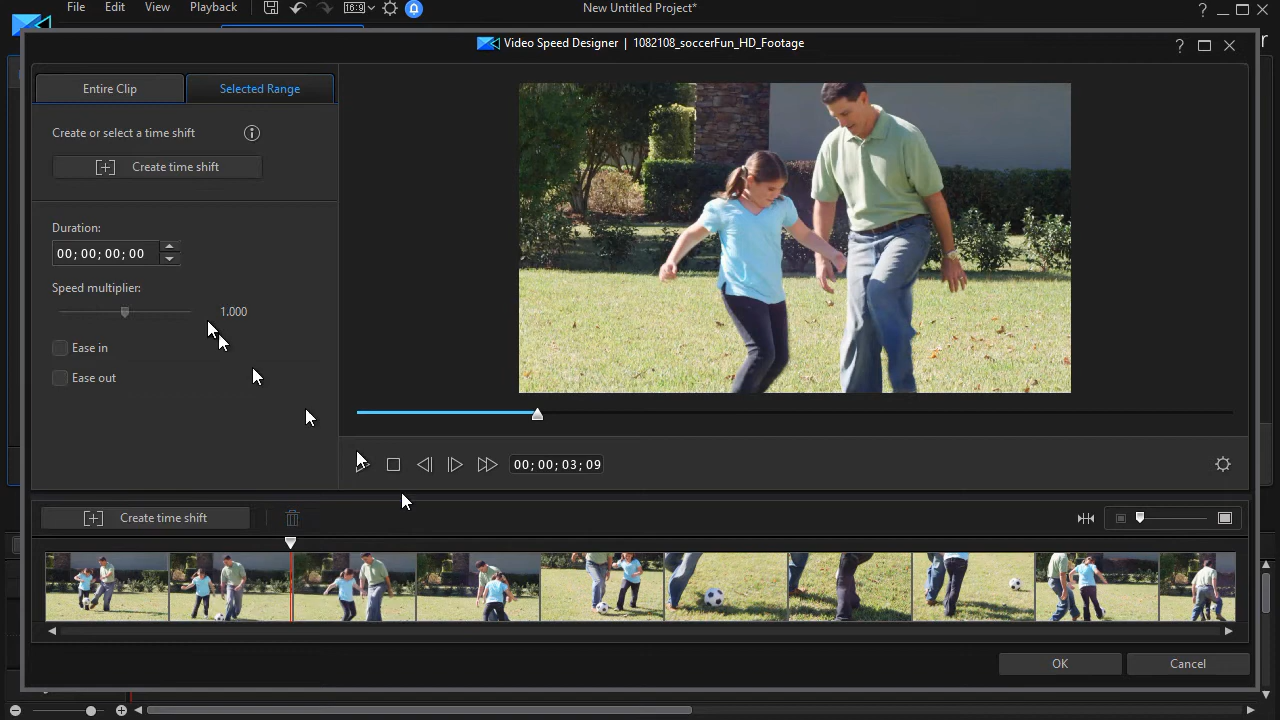 File Edit View Playback 16:9 New Untitled Project* ?
Video Speed Designer | 1082108_soccerFun_HD_Footage ?
Entire Clip Selected Range
Create or select a time shift
Create time shift
Duration:
00; 00; 00; 00
Speed multiplier:
1.000
Ease in
Ease out
00; 00; 03; 09
Create time shift
OK Cancel